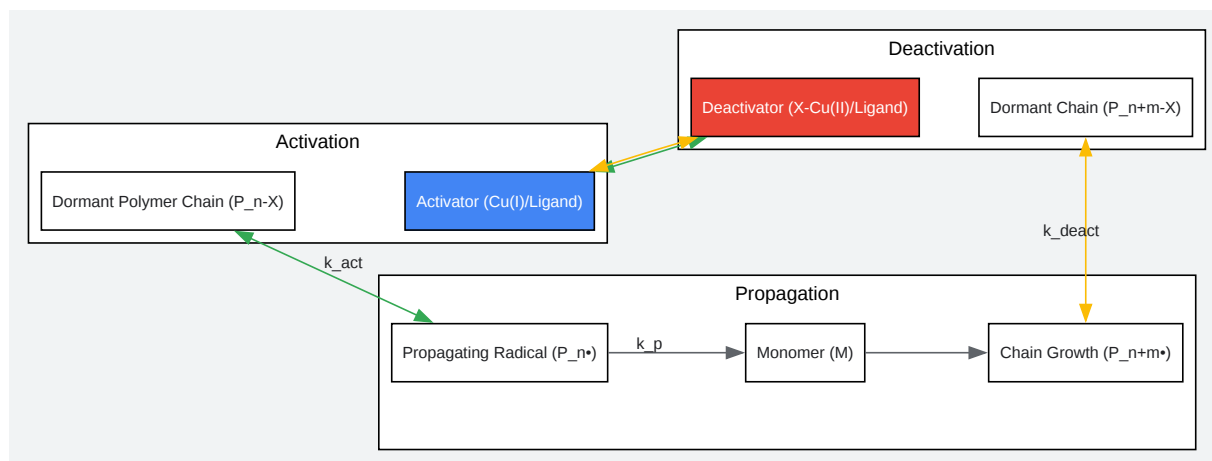 Deactivation
Deactivator (X-Cu(II)/Ligand)
Dormant Chain (P_n+m-X)
Activation
Dormant Polymer Chain (P_n-X)
Activator (Cu(I)/Ligand)
k_deact
k_act
Propagation
Propagating Radical (P_n•)
k_p
Monomer (M)
Chain Growth (P_n+m•)